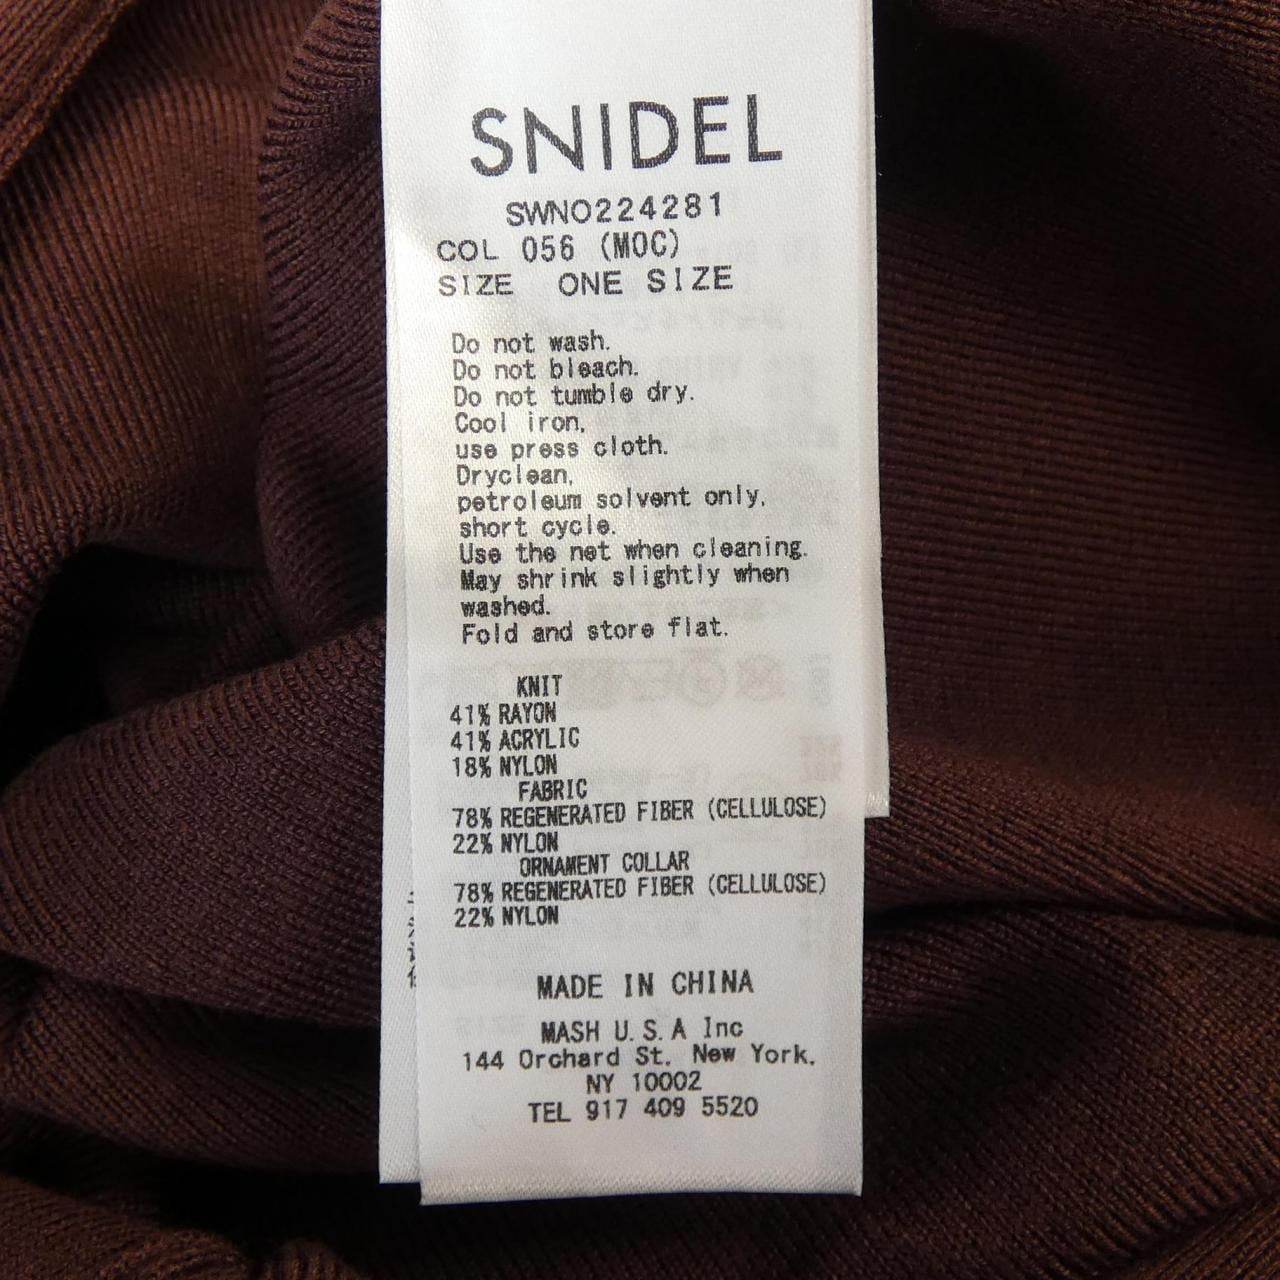 SNIDEL
SWNO224281
COL 056 (MOC)
SIZE ONE SIZE
Do not wash.
Do not bleach.
Do not tumble dry.
Cool iron,
use press cloth.
Dryclean,
petroleum solvent only,
short cycle.
Use the net when cleaning.
May shrink slightly when
washed.
Fold and store flat.
KNIT
41% RAYON
41% ACRYLIC
18% NYLON
FABRIC
78% REGENERATED FIBER (CELLULOSE)
22% NYLON
ORNAMENT COLLAR
78% REGENERATED FIBER (CELLULOSE)
22% NYLON
MADE IN CHINA
MASH U.S.A Inc
144 Orchard St. New York,
NY 10002
TEL 917 409 5520